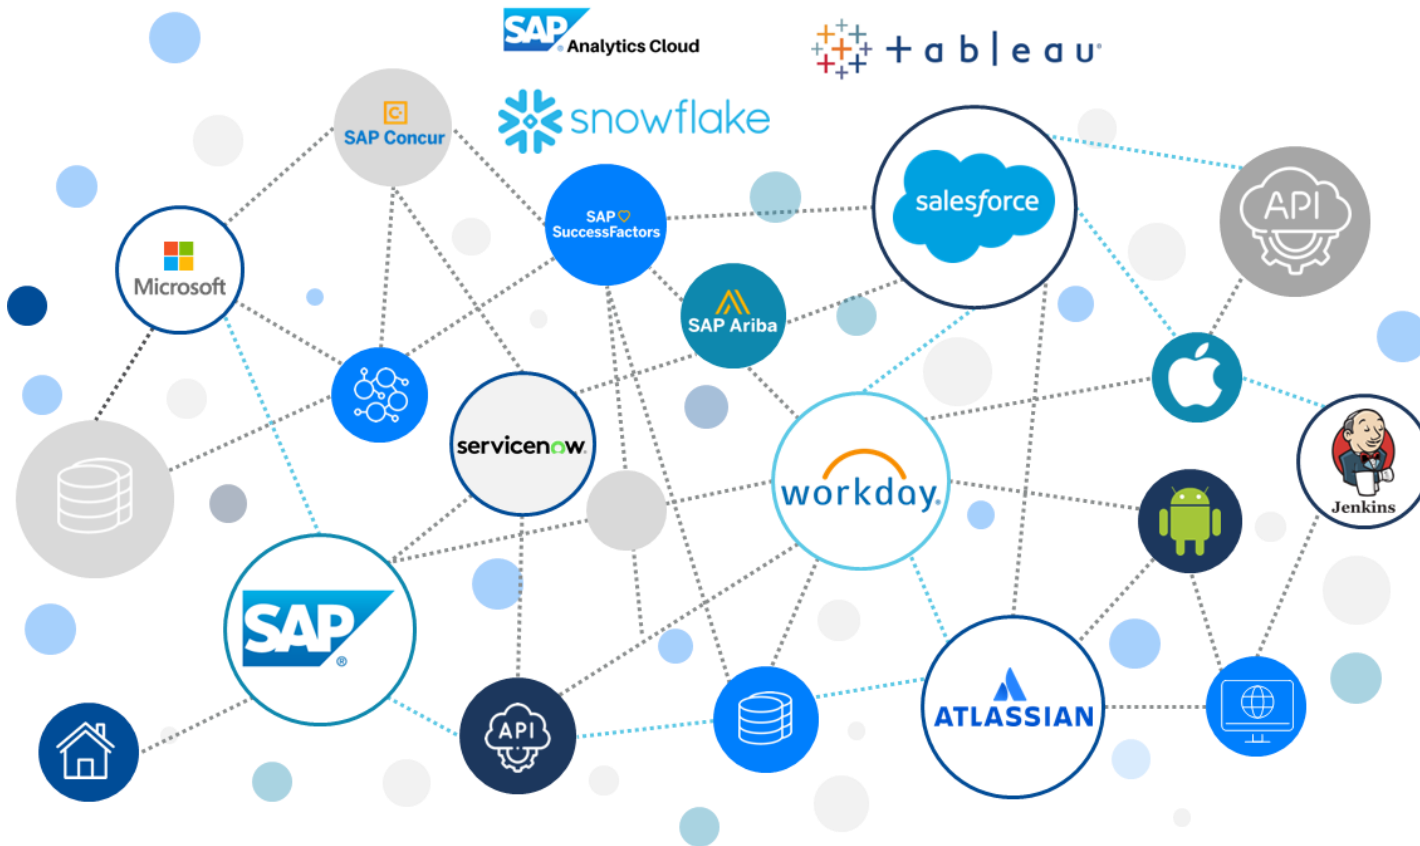 SAP
Analytics Cloud
+ableau
snowflake
SAP Concur
SAP
SuccessFactors
salesforce
API
Microsoft
SAP Ariba
servicenow
workday
Jenkins
SAP
®
API
ATLASSIAN